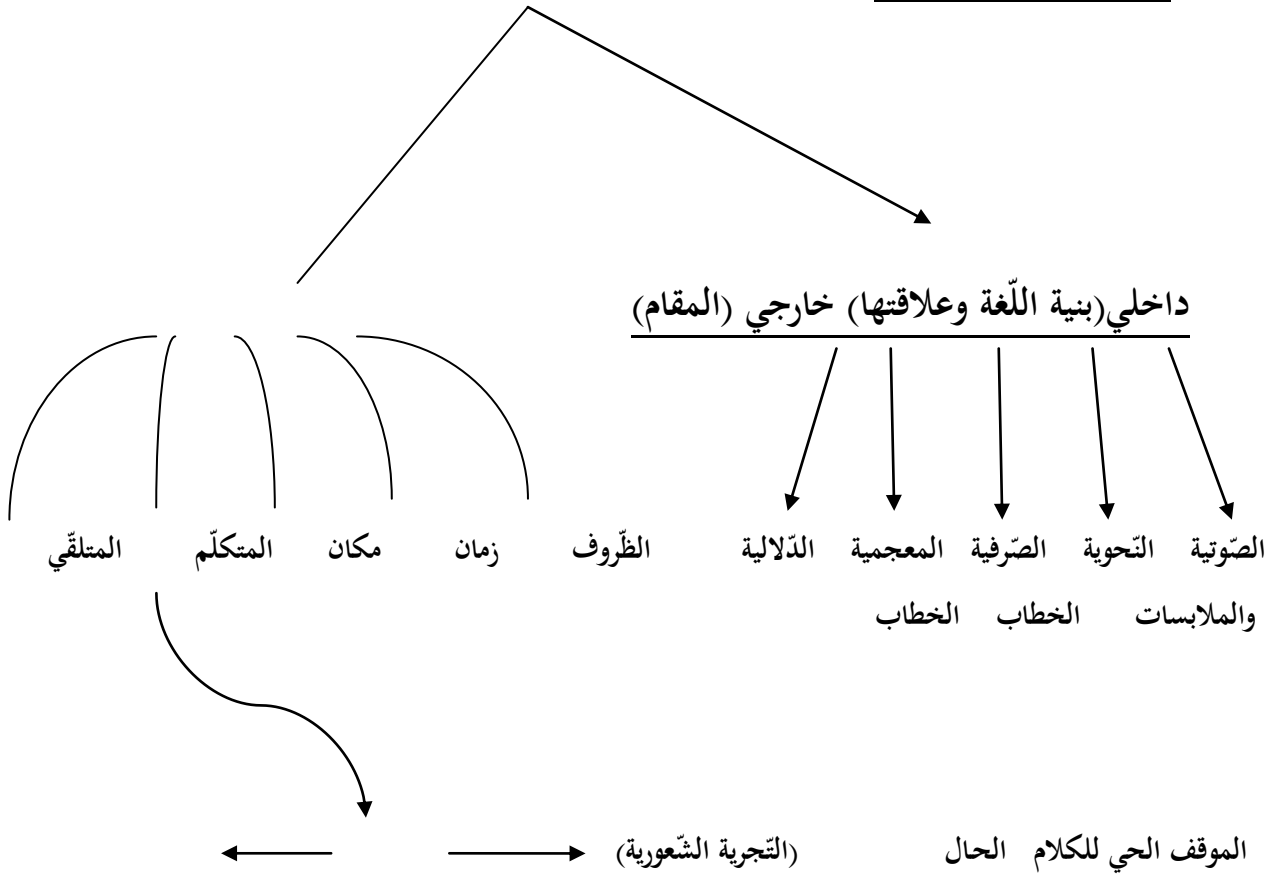 داخلي(بنية اللّغة وعلاقتها) خارجي (المقام)
الصّوتية النّحوية الصّرفية المعجمية الدّلالية الظّروف زمان مكان المتكلّم المتلقّي
والملابسات الخطاب الخطاب
الموقف الحي للكلام الحال (التّجرية الشّعورية)